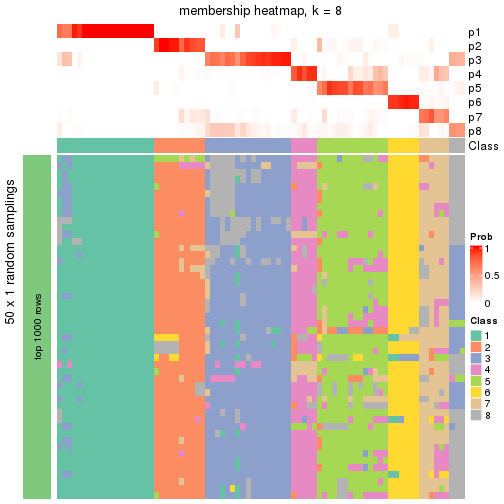 membership heatmap, k = 8
p1
p2
p3
p4
p5
p6
p7
p8
Class
50 x 1 random samplings
top 1000 rows
Prob
1
0.5
0
Class
1
2
3
4
5
6
7
8